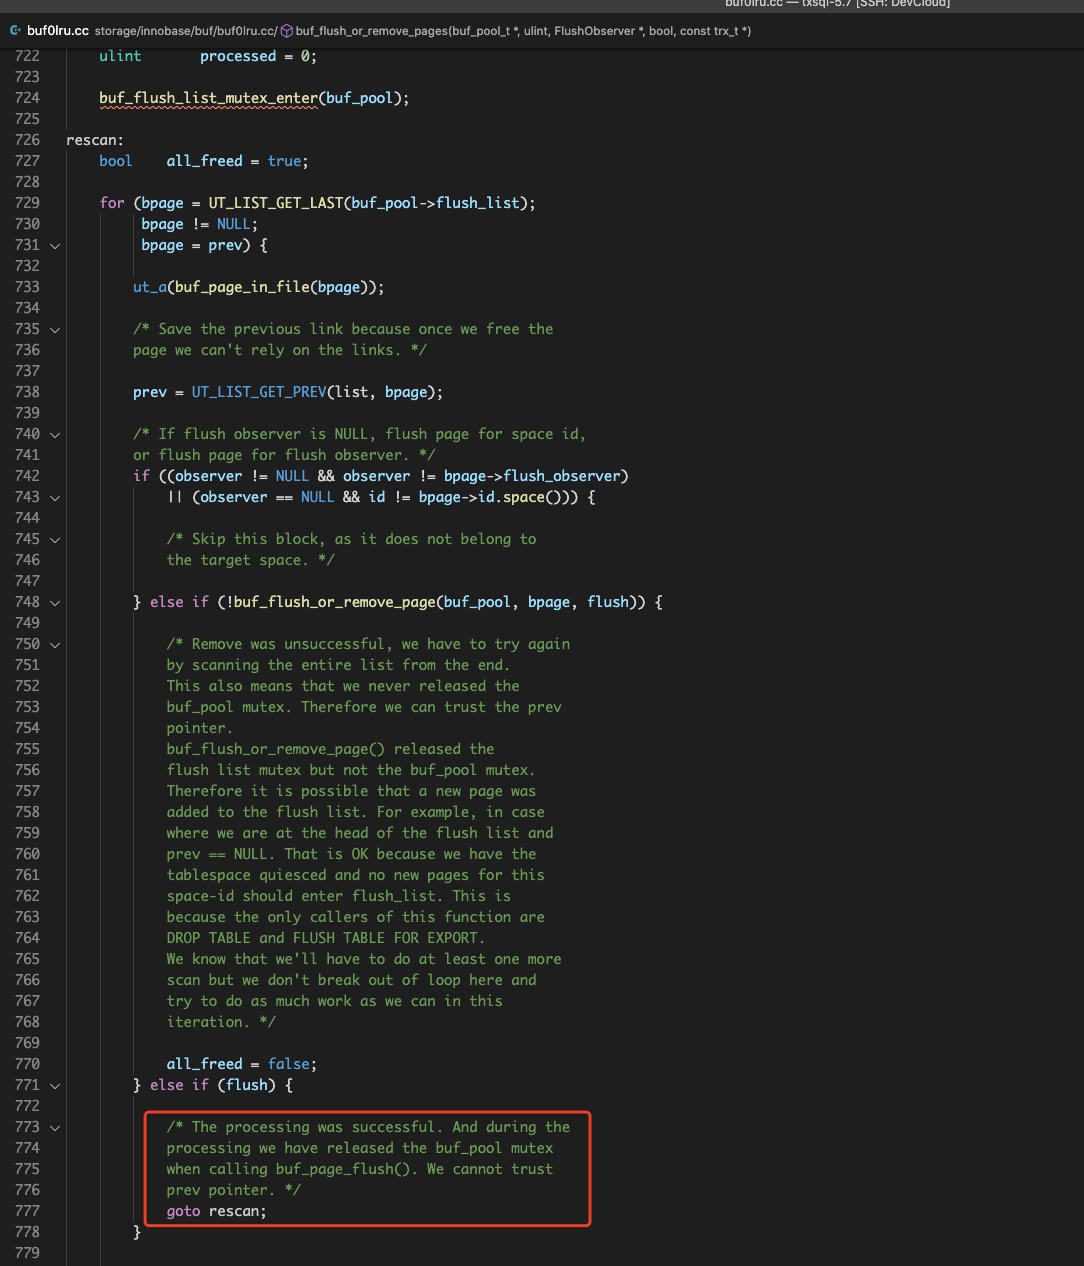 buf0lru.cc — txsql-5.7 [SSH: DevCloud]
buf0lru.cc storage/innobase/buf/buf0lru.cc/ buf_flush_or_remove_pages(buf_pool_t *, ulint, FlushObserver *, bool, const trx_t *)
722 ulint processed = 0;
723
724 buf_flush_list_mutex_enter(buf_pool);
725
726 rescan:
727 bool all_freed = true;
728
729 for (bpage = UT_LIST_GET_LAST(buf_pool->flush_list);
730 bpage != NULL;
731 bpage = prev) {
732
733 ut_a(buf_page_in_file(bpage));
734
735 /* Save the previous link because once we free the
736 page we can't rely on the links. */
737
738 prev = UT_LIST_GET_PREV(list, bpage);
739
740 /* If flush observer is NULL, flush page for space id,
741 or flush page for flush observer. */
742 if ((observer != NULL && observer != bpage->flush_observer)
743 || (observer == NULL && id != bpage->id.space())) {
744
745 /* Skip this block, as it does not belong to
746 the target space. */
747
748 } else if (!buf_flush_or_remove_page(buf_pool, bpage, flush)) {
749
750 /* Remove was unsuccessful, we have to try again
751 by scanning the entire list from the end.
752 This also means that we never released the
753 buf_pool mutex. Therefore we can trust the prev
754 pointer.
755 buf_flush_or_remove_page() released the
756 flush list mutex but not the buf_pool mutex.
757 Therefore it is possible that a new page was
758 added to the flush list. For example, in case
759 where we are at the head of the flush list and
760 prev == NULL. That is OK because we have the
761 tablespace quiesced and no new pages for this
762 space-id should enter flush_list. This is
763 because the only callers of this function are
764 DROP TABLE and FLUSH TABLE FOR EXPORT.
765 We know that we'll have to do at least one more
766 scan but we don't break out of loop here and
767 try to do as much work as we can in this
768 iteration. */
769
770 all_freed = false;
771 } else if (flush) {
772
773 /* The processing was successful. And during the
774 processing we have released the buf_pool mutex
775 when calling buf_page_flush(). We cannot trust
776 prev pointer. */
777 goto rescan;
778 }
779